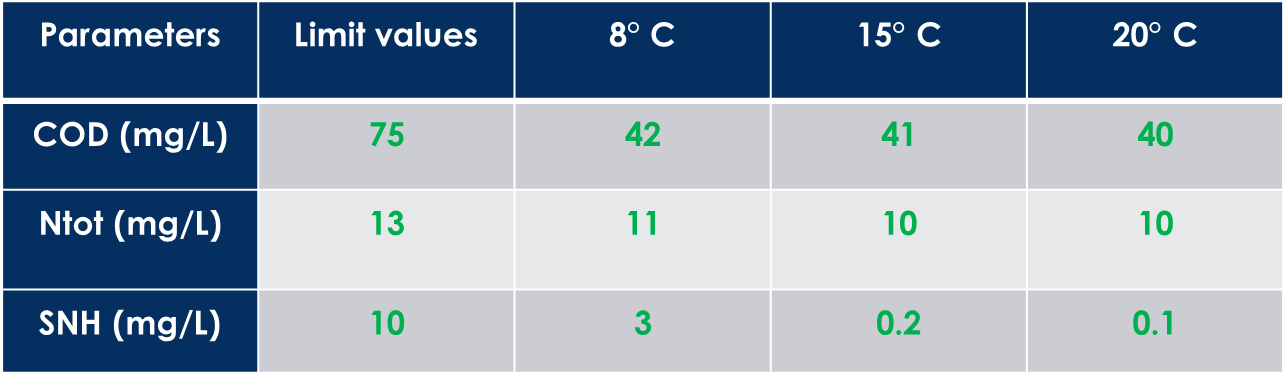 Parameters Limit values 8° C 15° C 20° C
COD (mg/L) 75 42 41 40
Ntot (mg/L) 13 11 10 10
SNH (mg/L) 10 3 0.2 0.1